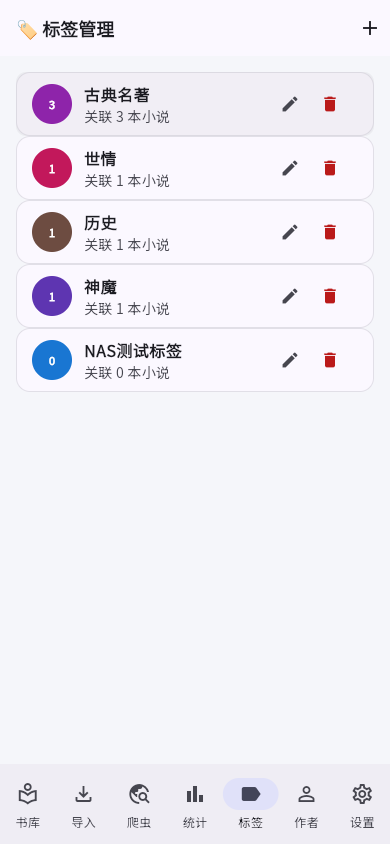 🏷️ 标签管理
3
古典名著
关联 3 本小说
1
世情
关联 1 本小说
1
历史
关联 1 本小说
1
神魔
关联 1 本小说
0
NAS测试标签
关联 0 本小说
书库 导入 爬虫 统计 标签 作者 设置